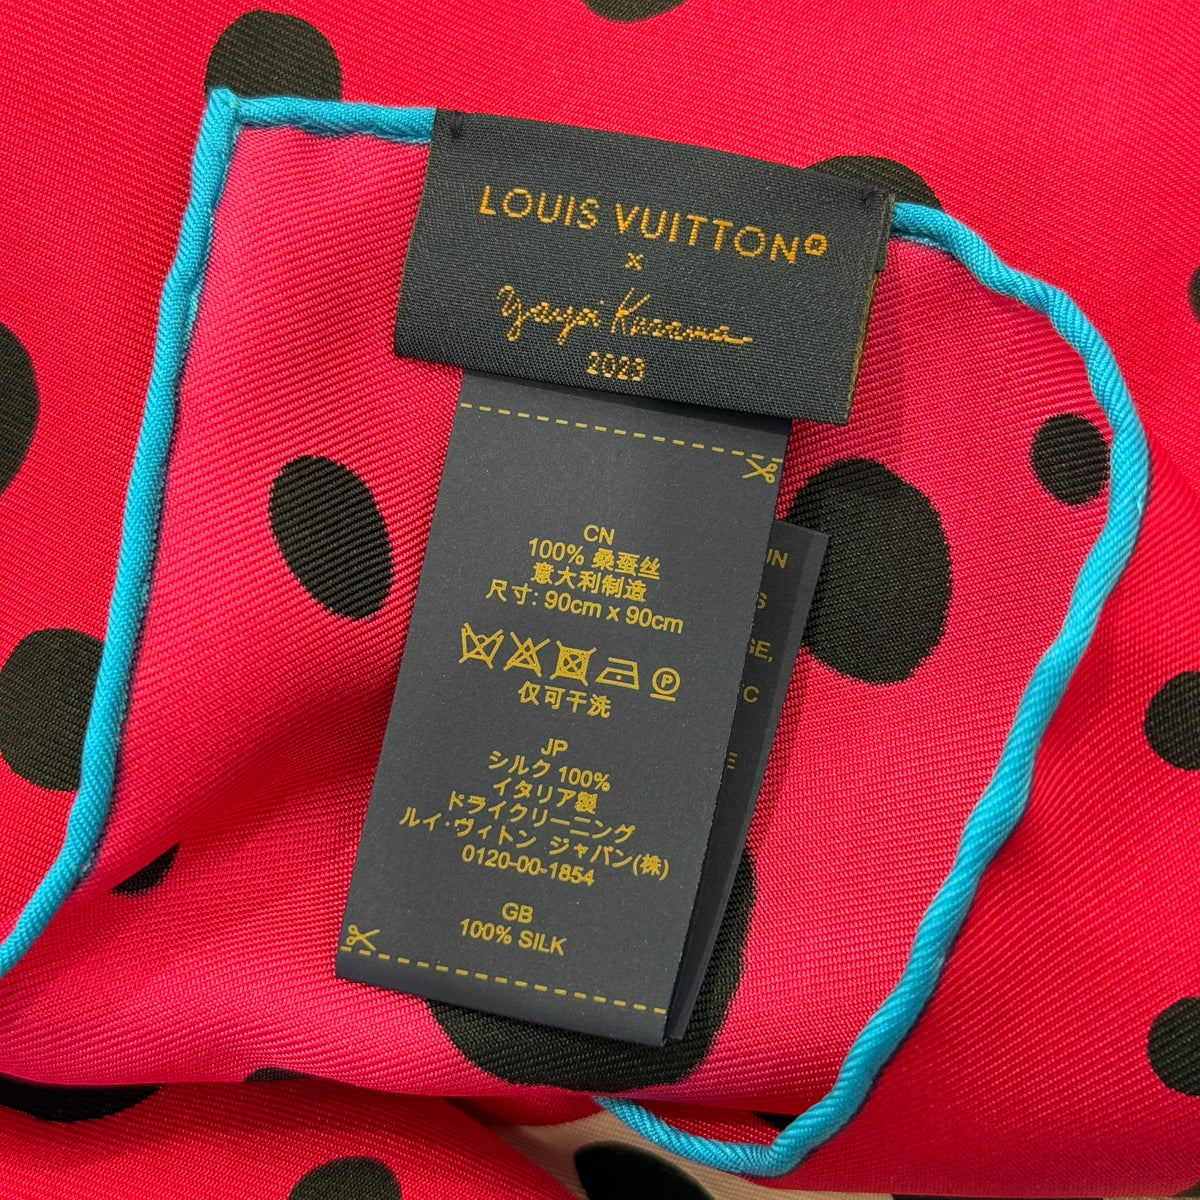 LOUIS VUITTON®
x
Yayoi Kusama
2023
CN
100% 桑蚕丝
意大利制造
尺寸: 90cm x 90cm
P
仅可干洗
JP
シルク 100%
イタリア製
ドライクリーニング
ルイ・ヴィトン ジャパン(株)
0120-00-1854
GB
100% SILK